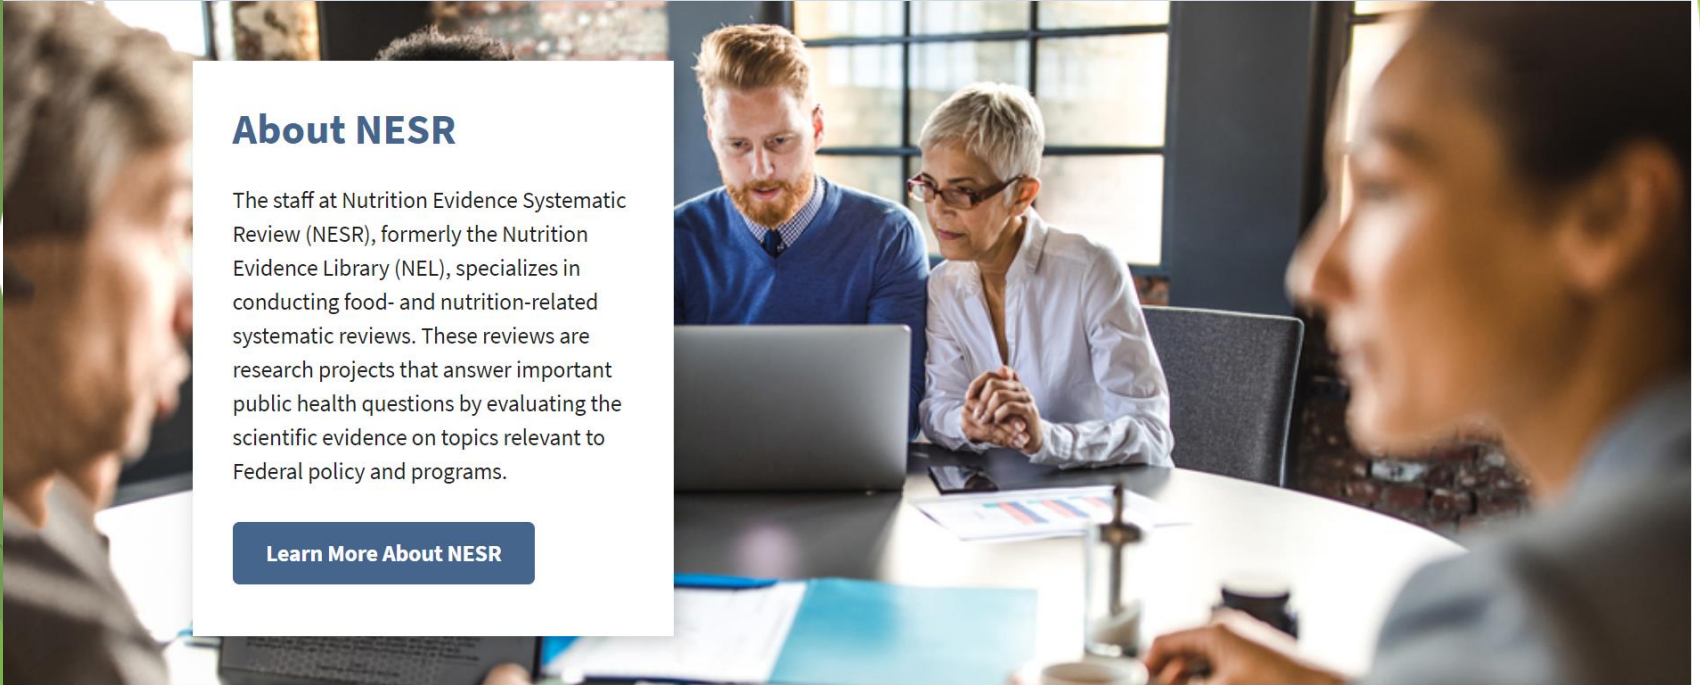 About NESR
The staff at Nutrition Evidence Systematic
Review (NESR), formerly the Nutrition
Evidence Library (NEL), specializes in
conducting food- and nutrition-related
systematic reviews. These reviews are
research projects that answer important
public health questions by evaluating the
scientific evidence on topics relevant to
Federal policy and programs.
Learn More About NESR